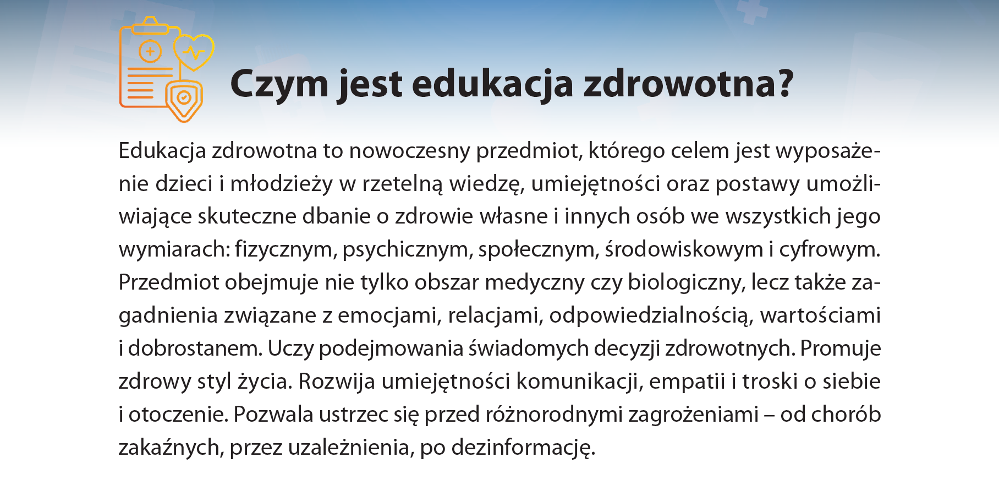 Czym jest edukacja zdrowotna?
Edukacja zdrowotna to nowoczesny przedmiot, którego celem jest wyposaże-
nie dzieci i młodzieży w rzetelną wiedzę, umiejętności oraz postawy umożli-
wiające skuteczne dbanie o zdrowie własne i innych osób we wszystkich jego
wymiarach: fizycznym, psychicznym, społecznym, środowiskowym i cyfrowym.
Przedmiot obejmuje nie tylko obszar medyczny czy biologiczny, lecz także za-
gadnienia związane z emocjami, relacjami, odpowiedzialnością, wartościami
i dobrostanem. Uczy podejmowania świadomych decyzji zdrowotnych. Promuje
zdrowy styl życia. Rozwija umiejętności komunikacji, empatii i troski o siebie
i otoczenie. Pozwala ustrzec się przed różnorodnymi zagrożeniami – od chorób
zakaźnych, przez uzależnienia, po dezinformację.